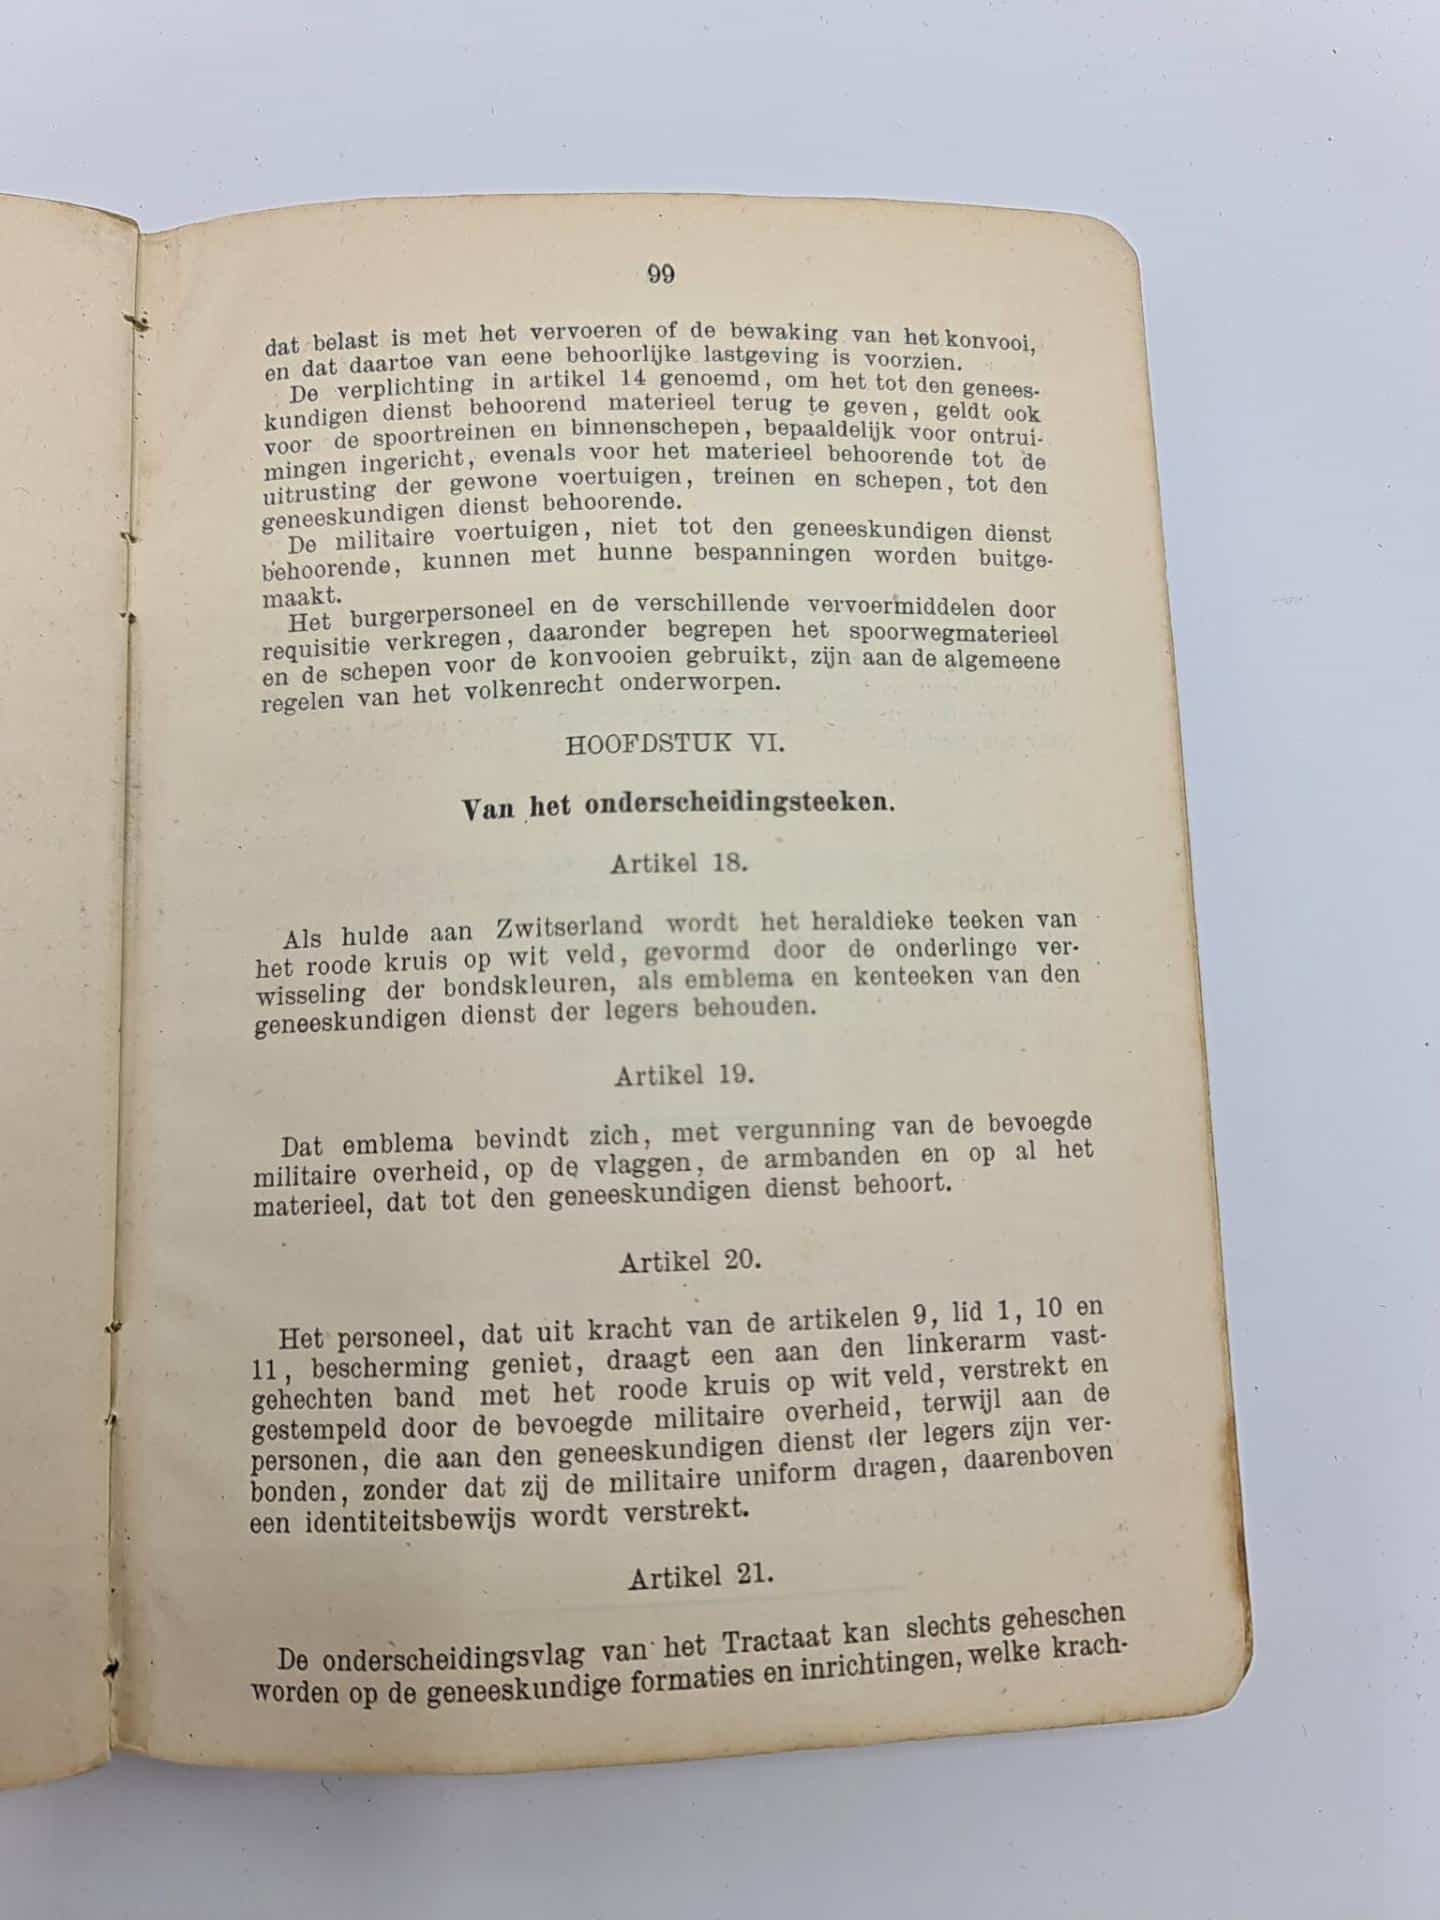 99
dat belast is met het vervoeren of de bewaking van het konvooi,
en dat daartoe van eene behoorlijke lastgeving is voorzien.
De verplichting in artikel 14 genoemd, om het tot den genees-
kundigen dienst behoorend materieel terug te geven, geldt ook
voor de spoortreinen en binnenschepen, bepaaldelijk voor ontrui-
mingen ingericht, evenals voor het materieel behoorende tot de
uitrusting der gewone voertuigen, treinen en schepen, tot den
geneeskundigen dienst behoorende.
De militaire voertuigen, niet tot den geneeskundigen dienst
behoorende, kunnen met hunne bespanningen worden buitge-
maakt.
Het burgerpersoneel en de verschillende vervoermiddelen door
requisitie verkregen, daaronder begrepen het spoorwegmaterieel
en de schepen voor de konvooien gebruikt, zijn aan de algemeene
regelen van het volkenrecht onderworpen.
HOOFDSTUK VI.
Van het onderscheidingsteeken.
Artikel 18.
Als hulde aan Zwitserland wordt het heraldieke teeken van
het roode kruis op wit veld, gevormd door de onderlinge ver-
wisseling der bondskleuren, als emblema en kenteeken van den
geneeskundigen dienst der legers behouden.
Artikel 19.
Dat emblema bevindt zich, met vergunning van de bevoegde
militaire overheid, op de vlaggen, de armbanden en op al het
materieel, dat tot den geneeskundigen dienst behoort.
Artikel 20.
Het personeel, dat uit kracht van de artikelen 9, lid 1, 10 en
11, bescherming geniet, draagt een aan den linkerarm vast-
gehechten band met het roode kruis op wit veld, verstrekt en
gestempeld door de bevoegde militaire overheid, terwijl aan de
personen, die aan den geneeskundigen dienst der legers zijn ver-
bonden, zonder dat zij de militaire uniform dragen, daarenboven
een identiteitsbewijs wordt verstrekt.
Artikel 21.
De onderscheidingsvlag van het Tractaat kan slechts geheschen
worden op de geneeskundige formaties en inrichtingen, welke krach-